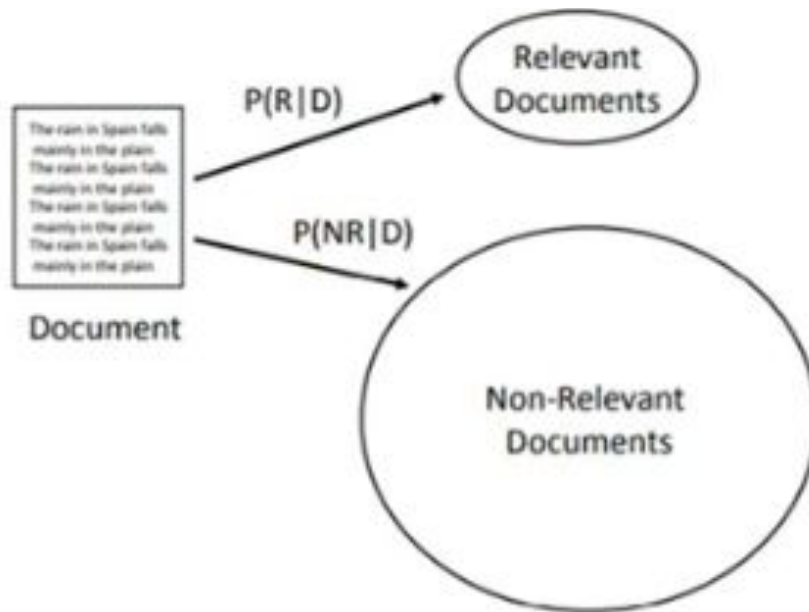 Relevant
Documents
P(R|D)
The rain in Spain falls
mainly in the plain
The rain in Spain falls
mainly in the plain
The rain in Spain falls
mainly in the plain
The rain in Spain falls
mainly in the plain
P(NR|D)
Document
Non-Relevant
Documents